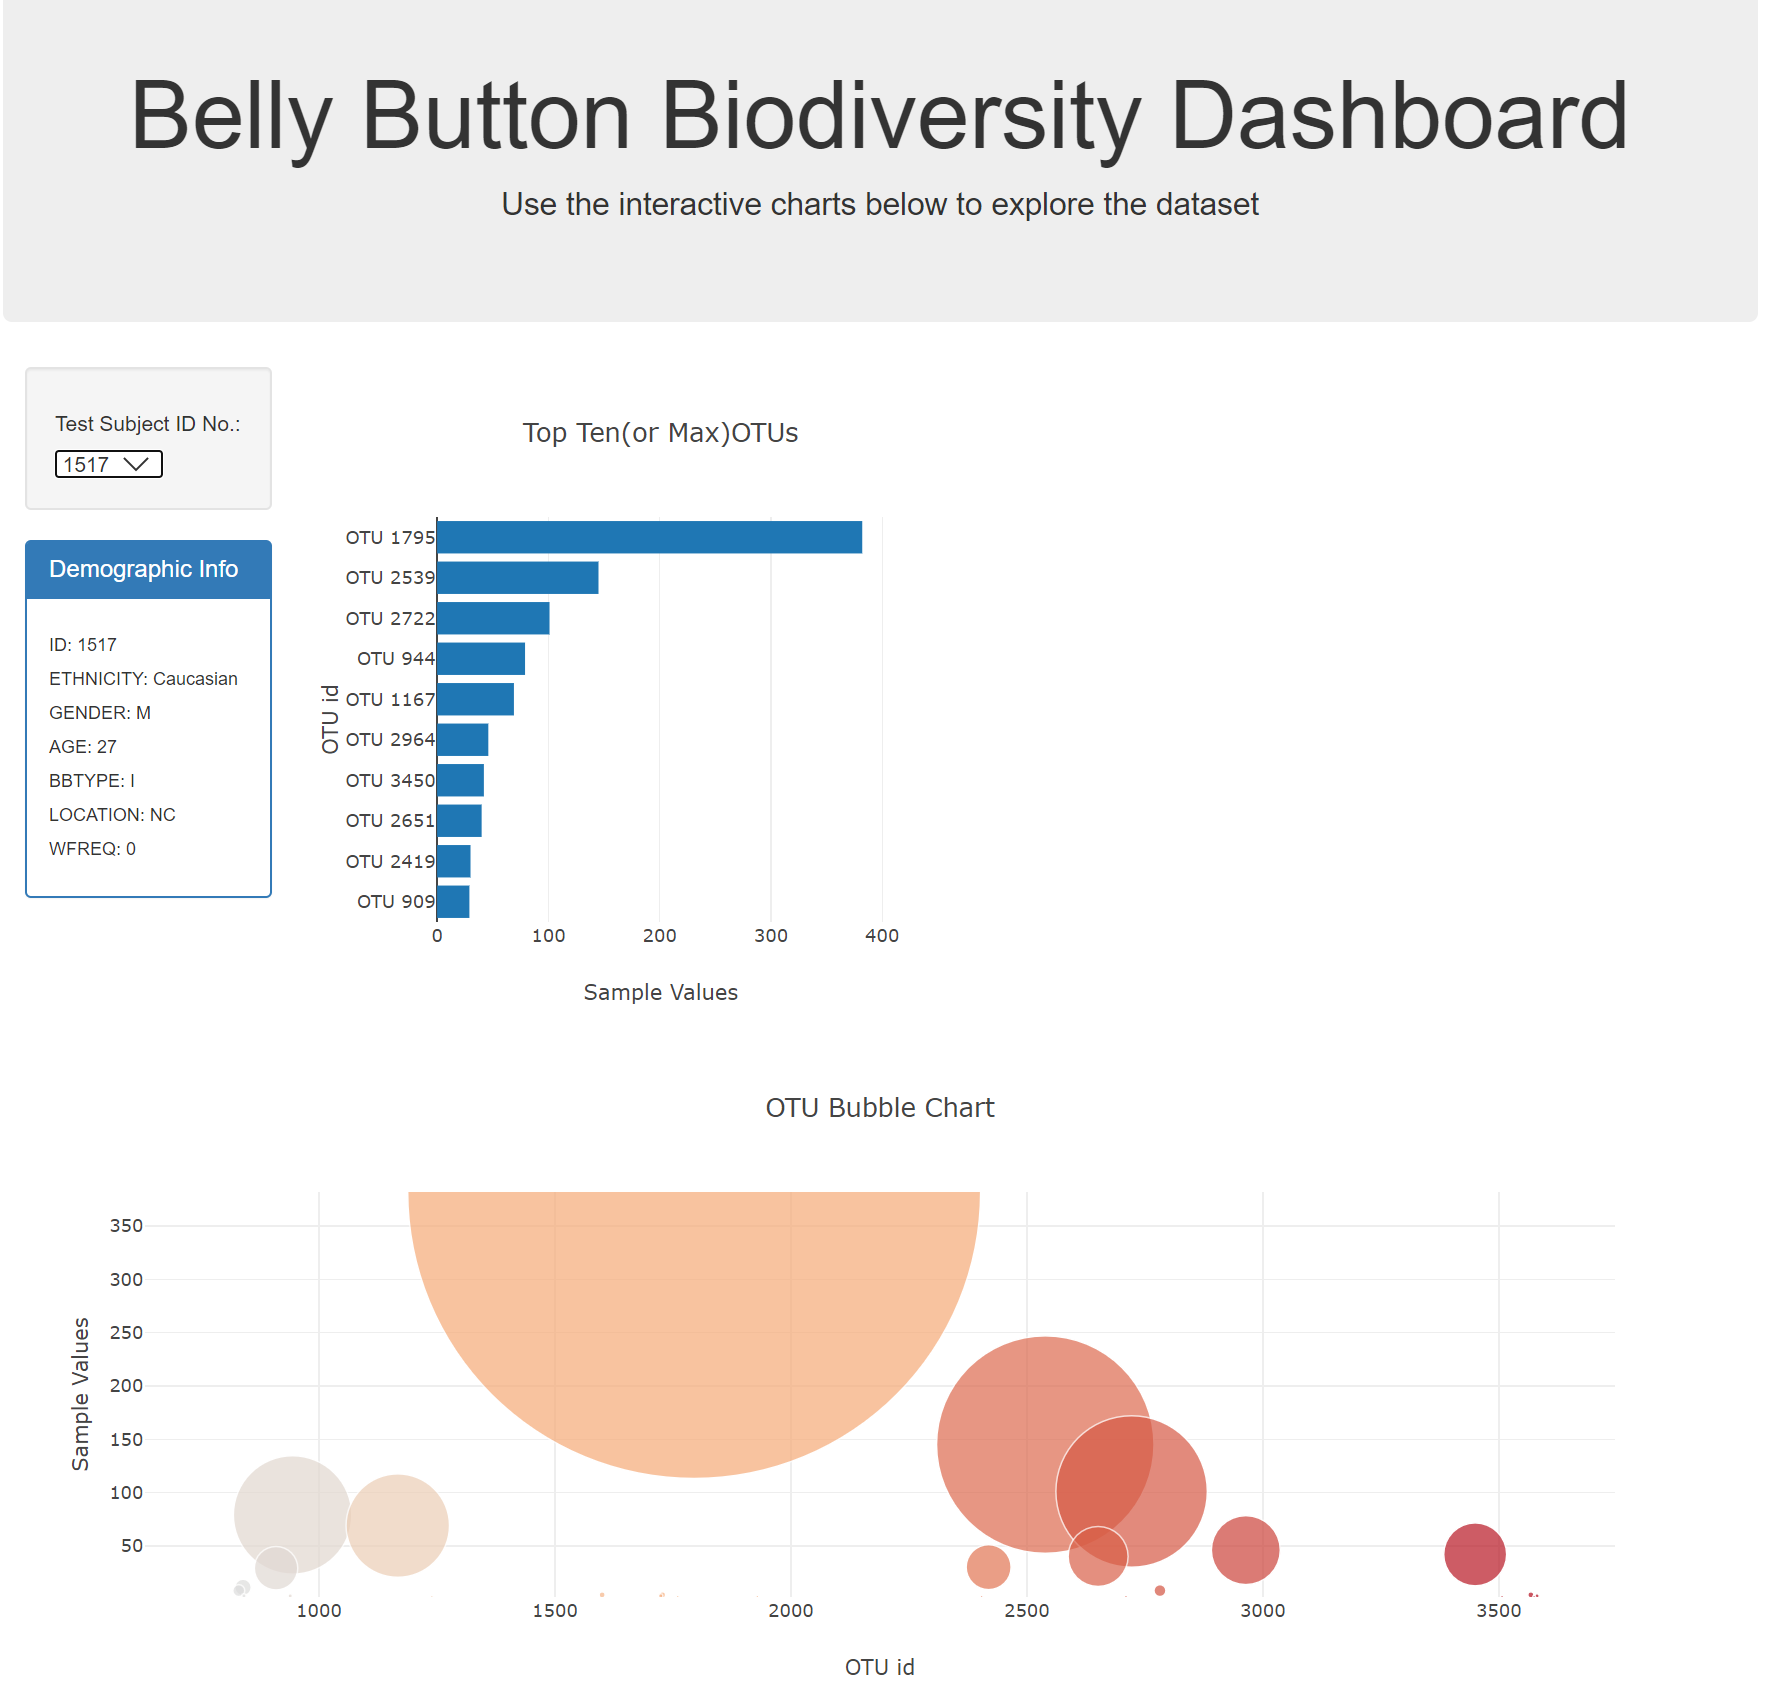 Belly Button Biodiversity Dashboard
Use the interactive charts below to explore the dataset
Test Subject ID No.:
1517
Demographic Info
ID: 1517
ETHNICITY: Caucasian
GENDER: M
AGE: 27
BBTYPE: I
LOCATION: NC
WFREQ: 0
Top Ten(or Max)OTUs
OTU id
OTU 1795
OTU 2539
OTU 2722
OTU 944
OTU 1167
OTU 2964
OTU 3450
OTU 2651
OTU 2419
OTU 909
0 100 200 300 400
Sample Values
OTU Bubble Chart
Sample Values
350
300
250
200
150
100
50
1000 1500 2000 2500 3000 3500
OTU id